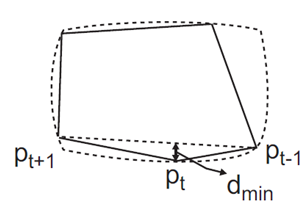 p_{t+1}
p_t
p_{t-1}
d_{min}